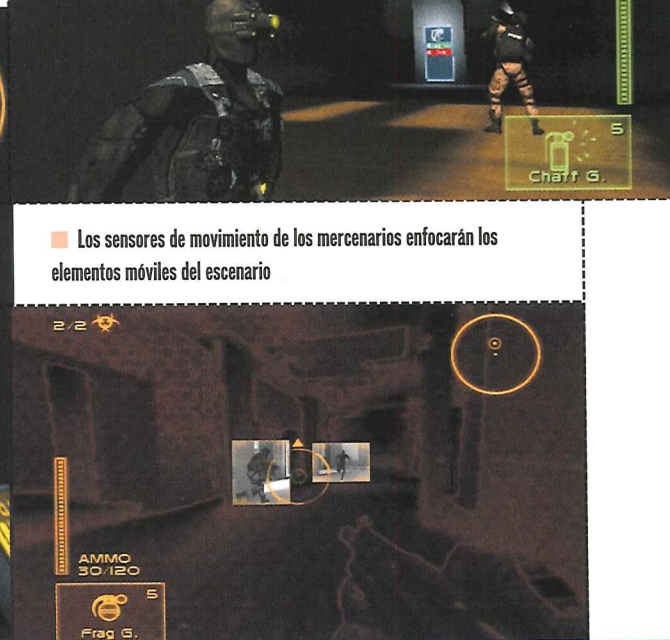 5
Chaff G.
Los sensores de movimiento de los mercenarios enfocarán los
elementos móviles del escenario
2/2
AMMO
30/120
5
Frag G.